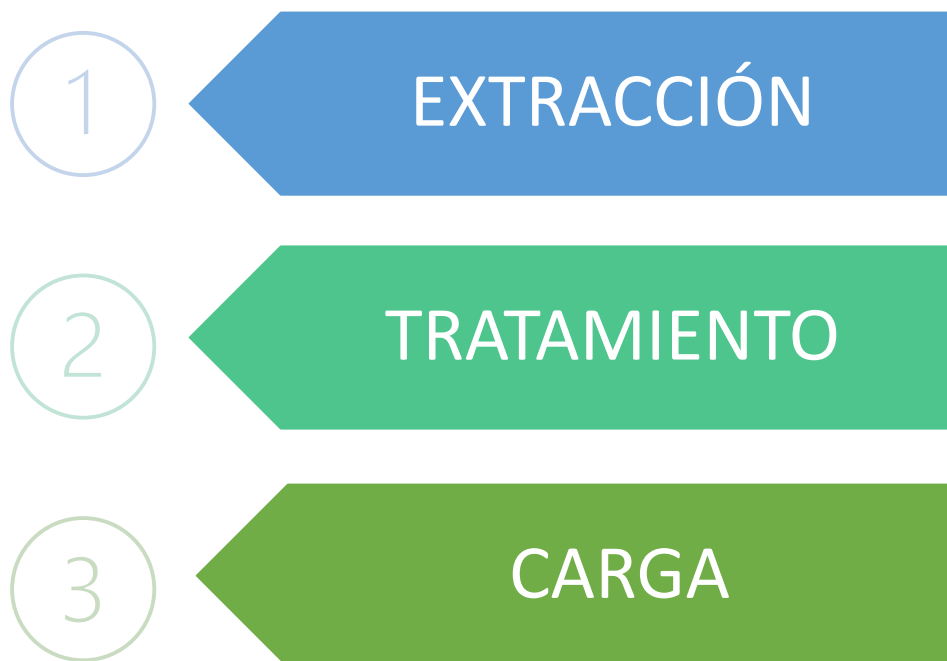 1
EXTRACCIÓN
2
TRATAMIENTO
3
CARGA